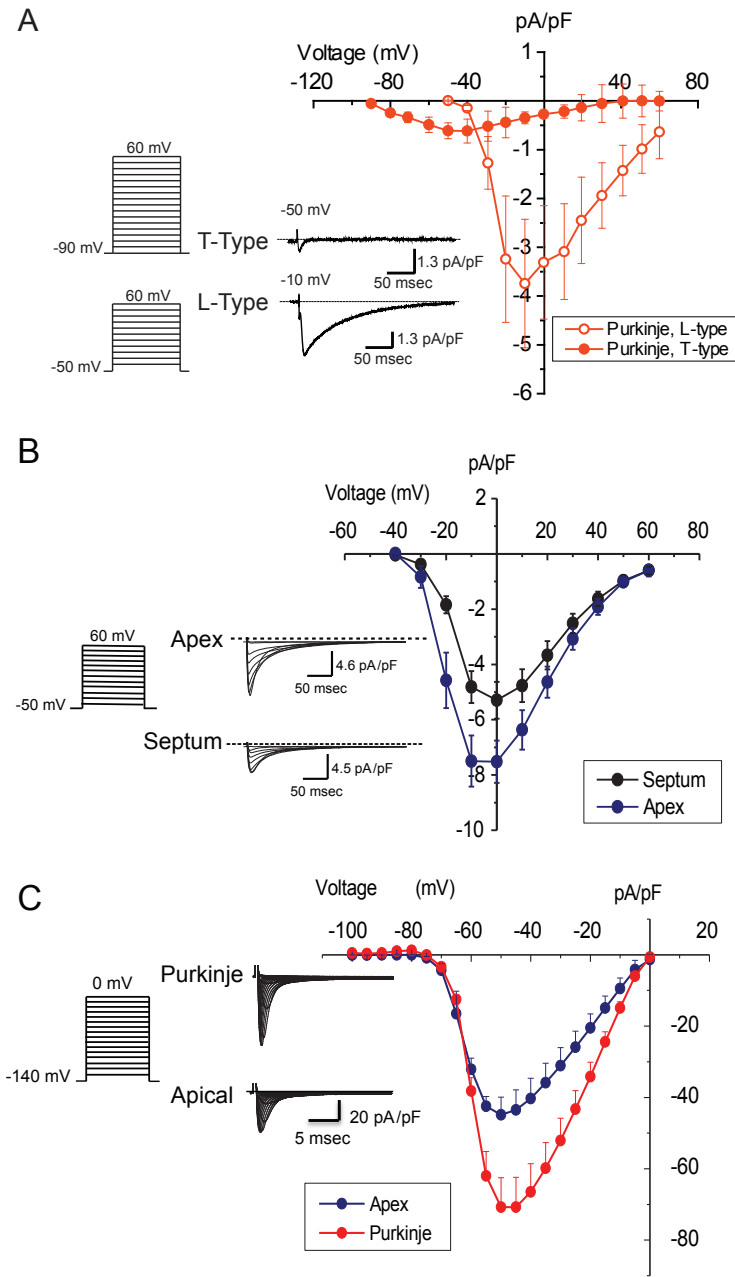 A
pA/pF
Voltage (mV)
-120 -80 -40 0 40 80
1
-1
-2
-3
-4
-5
-6
60 mV
-90 mV
60 mV
-50 mV
T-Type
-50 mV
1.3 pA/pF
50 msec
L-Type
-10 mV
1.3 pA/pF
50 msec
Purkinje, L-type
Purkinje, T-type
B
pA/pF
Voltage (mV)
-60 -40 -20 0 20 40 60 80
2
-2
-4
-6
-8
-10
60 mV
-50 mV
Apex
4.6 pA/pF
50 msec
Septum
4.5 pA/pF
50 msec
Septum
Apex
C
Voltage (mV)
pA/pF
-100 -80 -60 -40 -20 0 20
-20
-40
-60
-80
0 mV
-140 mV
Purkinje
Apical
20 pA/pF
5 msec
Apex
Purkinje